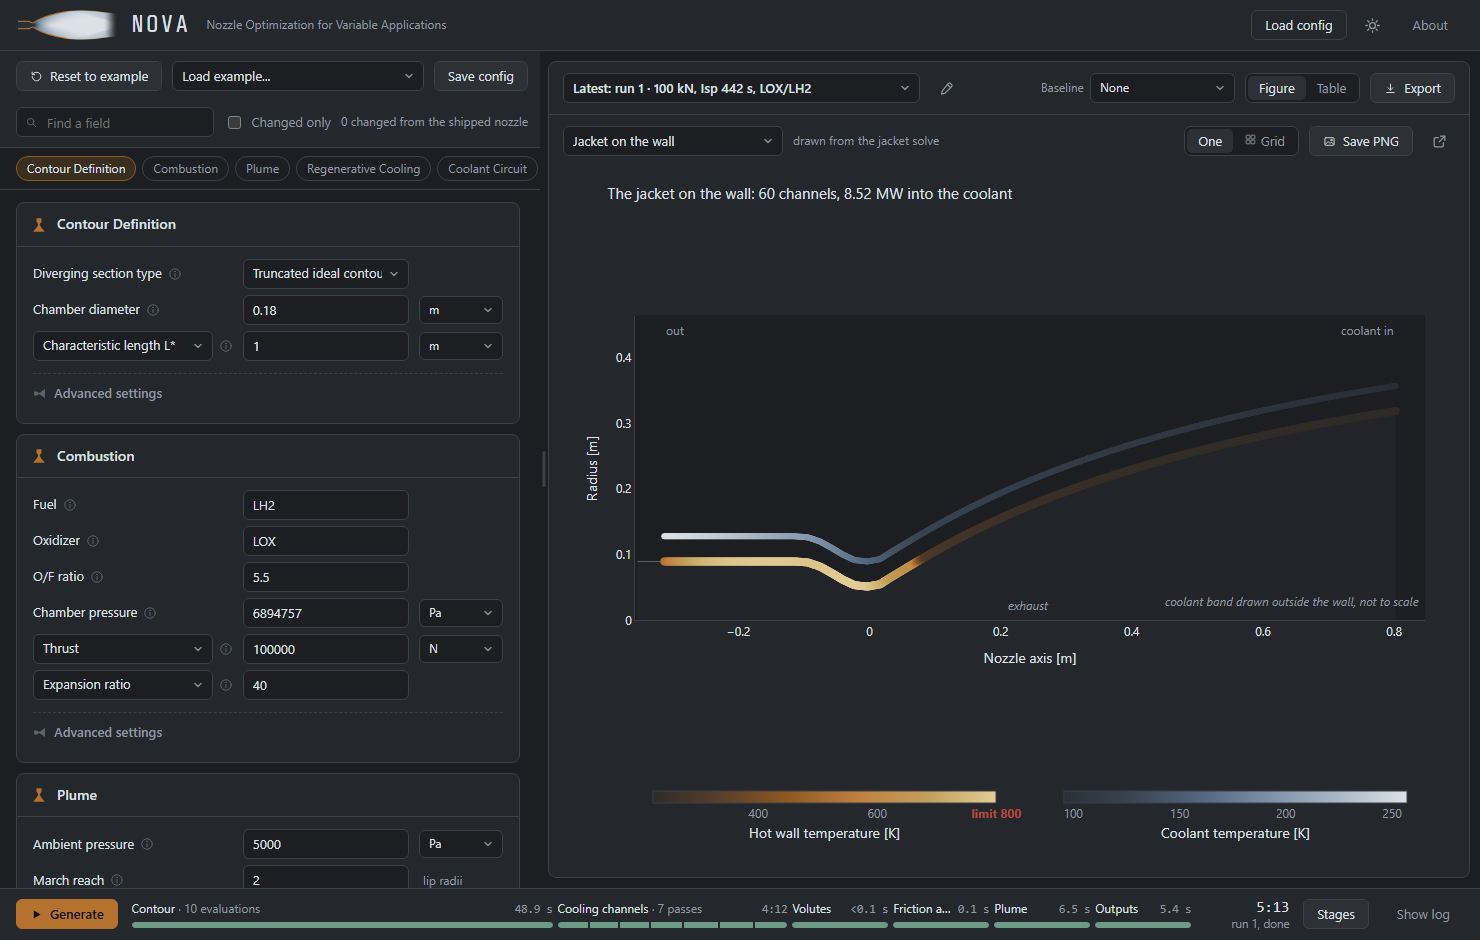 NOVA
Nozzle Optimization for Variable Applications
Load config
About
Reset to example
Load example...
Save config
Find a field
Changed only
0 changed from the shipped nozzle
Contour Definition
Combustion
Plume
Regenerative Cooling
Coolant Circuit
Contour Definition
Diverging section type
Truncated ideal contou
Chamber diameter
0.18
m
Characteristic length L*
1
m
Advanced settings
Combustion
Fuel
LH2
Oxidizer
LOX
O/F ratio
5.5
Chamber pressure
6894757
Pa
Thrust
100000
N
Expansion ratio
40
Advanced settings
Plume
Ambient pressure
5000
Pa
March reach
2
lip radii
Latest: run 1 · 100 kN, Isp 442 s, LOX/LH2
Baseline
None
Figure
Table
Export
Jacket on the wall
drawn from the jacket solve
One
Grid
Save PNG
The jacket on the wall: 60 channels, 8.52 MW into the coolant
out
coolant in
0.4
0.3
0.2
0.1
0
Radius [m]
exhaust
coolant band drawn outside the wall, not to scale
−0.2
0
0.2
0.4
0.6
0.8
Nozzle axis [m]
400
600
limit 800
Hot wall temperature [K]
100
150
200
250
Coolant temperature [K]
Generate
Contour · 10 evaluations
48.9 s
Cooling channels · 7 passes
4:12
Volutes
<0.1 s
Friction a...
0.1 s
Plume
6.5 s
Outputs
5.4 s
5:13
run 1, done
Stages
Show log